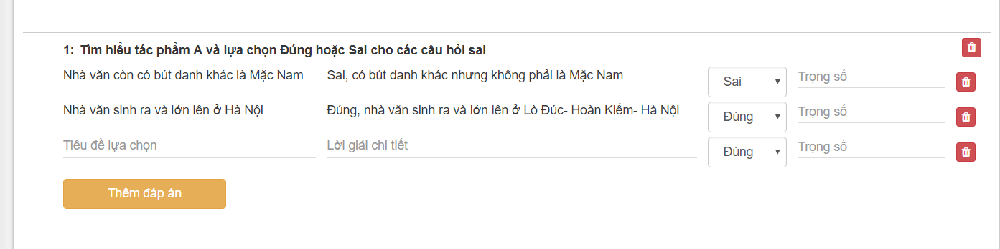 1: Tìm hiểu tác phẩm A và lựa chọn Đúng hoặc Sai cho các câu hỏi sai
Nhà văn còn có bút danh khác là Mặc Nam Sai, có bút danh khác nhưng không phải là Mặc Nam Sai Trọng số
Nhà văn sinh ra và lớn lên ở Hà Nội Đúng, nhà văn sinh ra và lớn lên ở Lò Đúc- Hoàn Kiếm- Hà Nội Đúng Trọng số
Tiêu đề lựa chọn Lời giải chi tiết Đúng Trọng số
Thêm đáp án